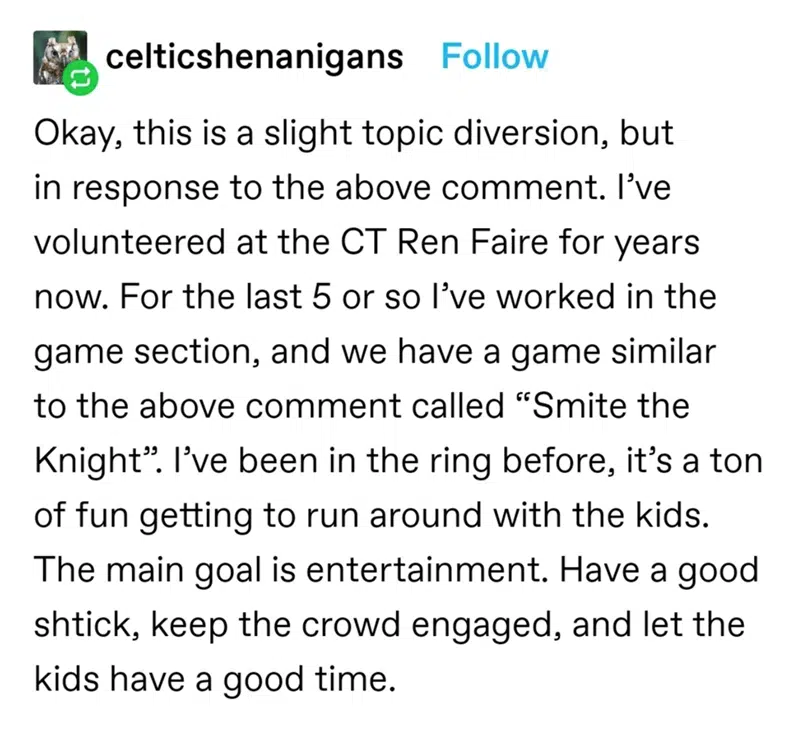 celticshenanigans Follow
Okay, this is a slight topic diversion, but
in response to the above comment. I’ve
volunteered at the CT Ren Faire for years
now. For the last 5 or so I’ve worked in the
game section, and we have a game similar
to the above comment called “Smite the
Knight”. I’ve been in the ring before, it’s a ton
of fun getting to run around with the kids.
The main goal is entertainment. Have a good
shtick, keep the crowd engaged, and let the
kids have a good time.